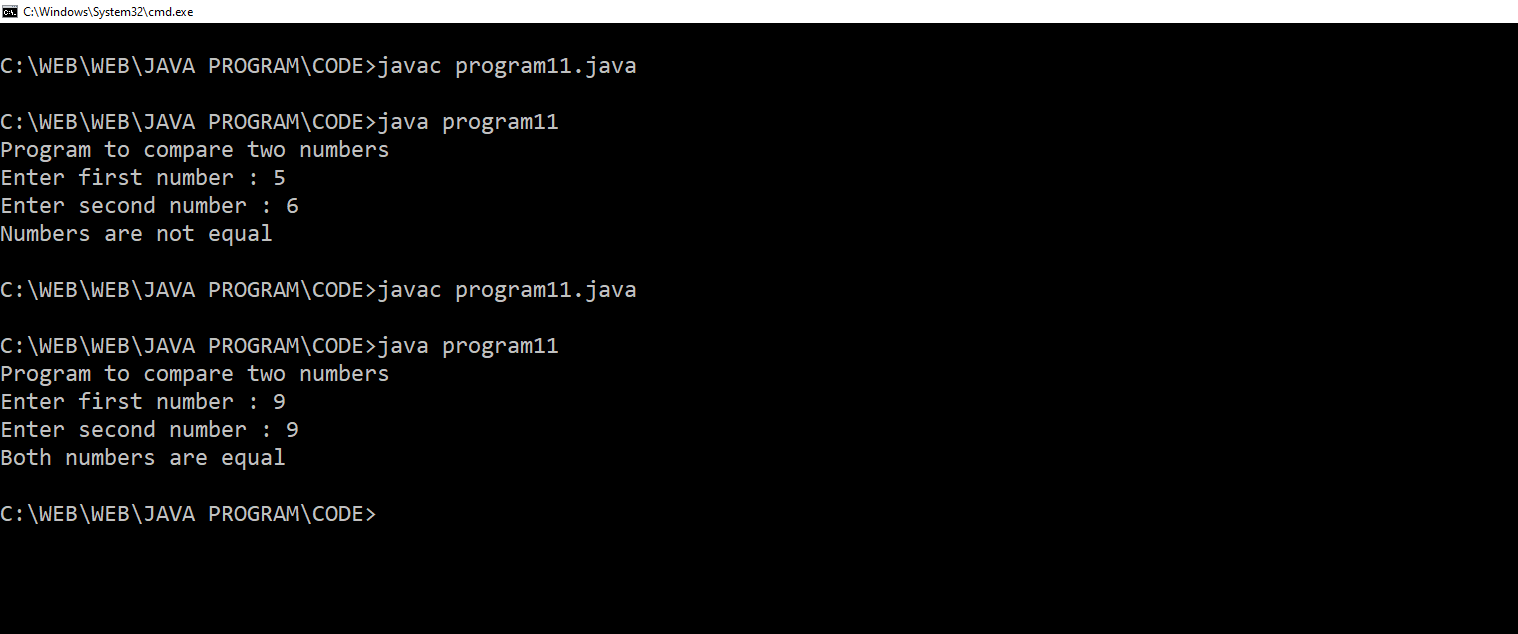 C:\Windows\System32\cmd.exe
C:\WEB\WEB\JAVA PROGRAM\CODE>javac program11.java
C:\WEB\WEB\JAVA PROGRAM\CODE>java program11
Program to compare two numbers
Enter first number : 5
Enter second number : 6
Numbers are not equal
C:\WEB\WEB\JAVA PROGRAM\CODE>javac program11.java
C:\WEB\WEB\JAVA PROGRAM\CODE>java program11
Program to compare two numbers
Enter first number : 9
Enter second number : 9
Both numbers are equal
C:\WEB\WEB\JAVA PROGRAM\CODE>